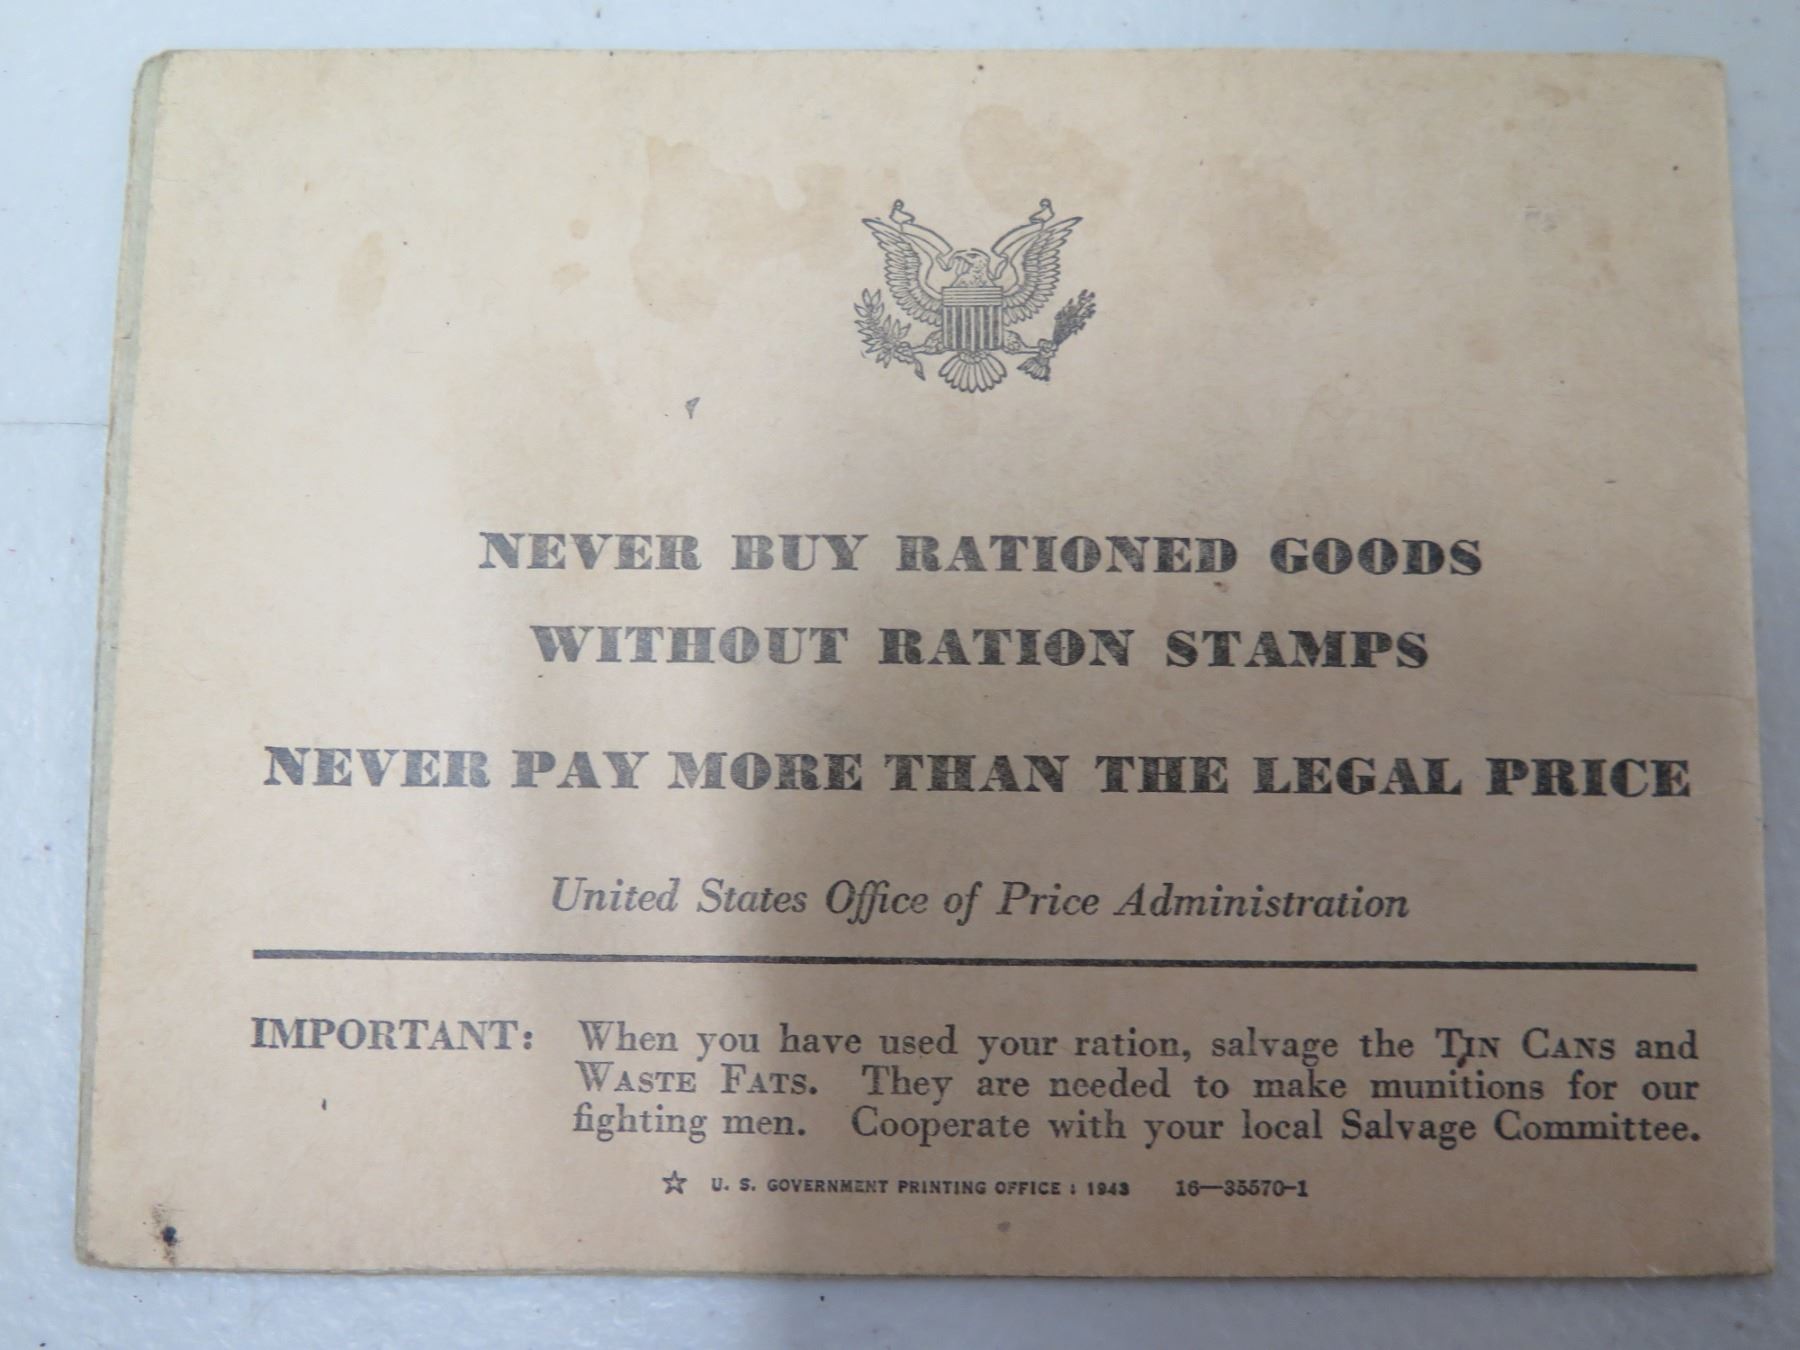 NEVER BUY RATIONED GOODS
WITHOUT RATION STAMPS
NEVER PAY MORE THAN THE LEGAL PRICE
United States Office of Price Administration
IMPORTANT: When you have used your ration, salvage the TIN CANS and
WASTE FATS. They are needed to make munitions for our
fighting men. Cooperate with your local Salvage Committee.
☆ U. S. GOVERNMENT PRINTING OFFICE : 1943 16—35570-1